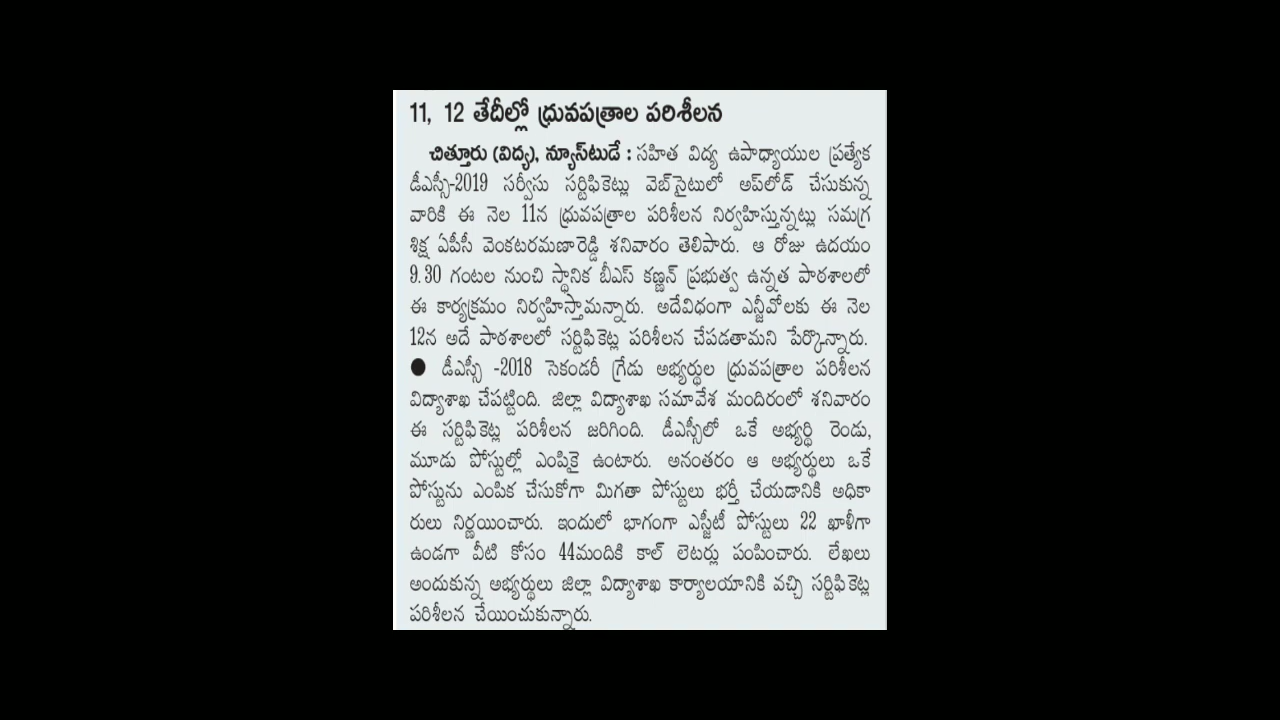 11, 12 తేదీల్లో ధ్రువపత్రాల పరిశీలన
చిత్తూరు (విద్య), న్యూస్‌టుడే : సహిత విద్య ఉపాధ్యాయుల ప్రత్యేక
డీఎస్సీ-2019 సర్వీసు సర్టిఫికెట్లు వెబ్‌సైటులో అప్‌లోడ్ చేసుకున్న
వారికి ఈ నెల 11న ధ్రువపత్రాల పరిశీలన నిర్వహిస్తున్నట్లు సమగ్ర
శిక్ష ఏపీసీ వెంకటరమణారెడ్డి శనివారం తెలిపారు. ఆ రోజు ఉదయం
9.30 గంటల నుంచి స్థానిక బీఎస్ కణ్ణన్ ప్రభుత్వ ఉన్నత పాఠశాలలో
ఈ కార్యక్రమం నిర్వహిస్తామన్నారు. అదేవిధంగా ఎన్జీవోలకు ఈ నెల
12న అదే పాఠశాలలో సర్టిఫికెట్ల పరిశీలన చేపడతామని పేర్కొన్నారు.
● డీఎస్సీ -2018 సెకండరీ గ్రేడు అభ్యర్థుల ధ్రువపత్రాల పరిశీలన
విద్యాశాఖ చేపట్టింది. జిల్లా విద్యాశాఖ సమావేశ మందిరంలో శనివారం
ఈ సర్టిఫికెట్ల పరిశీలన జరిగింది. డీఎస్సీలో ఒకే అభ్యర్థి రెండు,
మూడు పోస్టుల్లో ఎంపికై ఉంటారు. అనంతరం ఆ అభ్యర్థులు ఒకే
పోస్టును ఎంపిక చేసుకోగా మిగతా పోస్టులు భర్తీ చేయడానికి అధికా
రులు నిర్ణయించారు. ఇందులో భాగంగా ఎస్జీటీ పోస్టులు 22 ఖాళీగా
ఉండగా వీటి కోసం 44మందికి కాల్ లెటర్లు పంపించారు. లేఖలు
అందుకున్న అభ్యర్థులు జిల్లా విద్యాశాఖ కార్యాలయానికి వచ్చి సర్టిఫికెట్ల
పరిశీలన చేయించుకున్నారు.